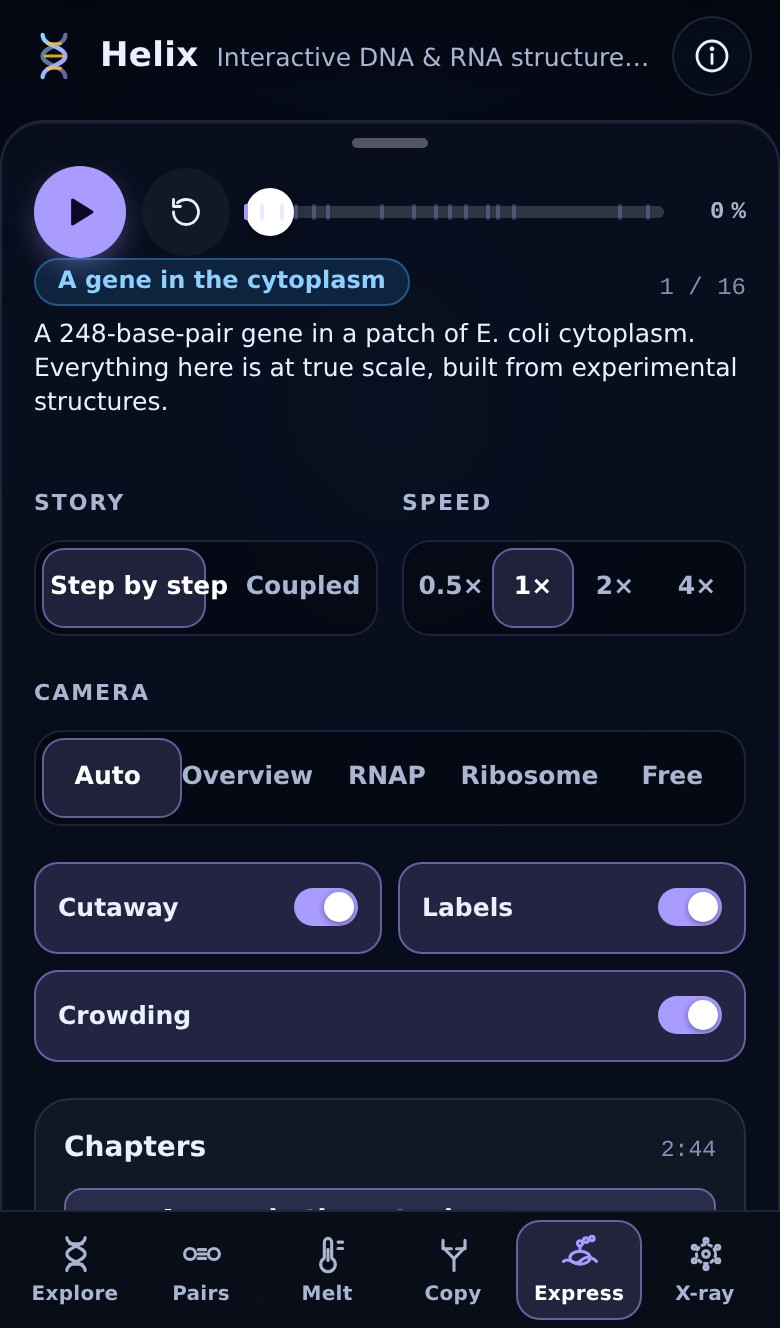 Helix Interactive DNA & RNA structure...
0 %
A gene in the cytoplasm
1 / 16
A 248-base-pair gene in a patch of E. coli cytoplasm.
Everything here is at true scale, built from experimental
structures.
STORY
SPEED
Step by step Coupled
0.5× 1× 2× 4×
CAMERA
Auto Overview RNAP Ribosome Free
Cutaway
Labels
Crowding
Chapters
2:44
Explore Pairs Melt Copy Express X-ray